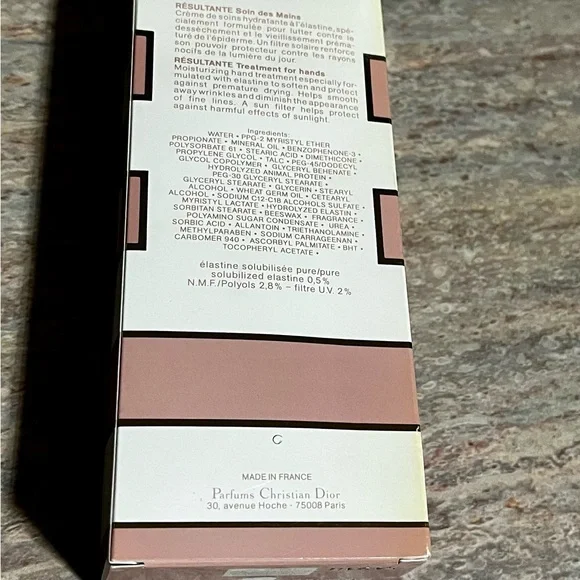 RÉSULTANTE Soin des Mains
Crème de soins hydratante à l'élastine, spé-
cialement formulée pour lutter contre le
dessèchement et le vieillissement préma-
turé de l'épiderme. Un filtre solaire renforce
son pouvoir protecteur contre les rayons
nocifs de la lumière du jour.
RÉSULTANTE Treatment for hands
Moisturizing hand treatment especially for-
mulated with elastine to soften and protect
against premature drying. Helps smooth
away wrinkles and diminish the appearance
of fine lines. A sun filter helps protect
against harmful effects of sunlight.
Ingredients:
WATER • PPG-2 MYRISTYL ETHER
PROPIONATE • MINERAL OIL • BENZOPHENONE-3 •
POLYSORBATE 61 • STEARIC ACID • DIMETHICONE •
PROPYLENE GLYCOL • TALC • PEG-45/DODECYL
GLYCOL COPOLYMER • GLYCERYL BEHENATE •
HYDROLYZED ANIMAL PROTEIN •
PEG-30 GLYCERYL STEARATE •
GLYCERYL STEARATE • GLYCERIN • STEARYL
ALCOHOL • WHEAT GERM OIL • CETEARYL
ALCOHOL • SODIUM C12-C18 ALCOHOLS SULFATE •
MYRISTYL LACTATE • HYDROLYZED ELASTIN •
SORBITAN STEARATE • BEESWAX • FRAGRANCE •
POLYAMINO SUGAR CONDENSATE • UREA •
SORBIC ACID • ALLANTOIN • TRIETHANOLAMINE •
METHYLPARABEN • SODIUM CARRAGEENAN •
CARBOMER 940 • ASCORBYL PALMITATE • BHT •
TOCOPHERYL ACETATE •
élastine solubilisée pure/pure
solubilized elastine 0,5%
N.M.F./Polyols 2,8% – filtre U.V. 2%
C
MADE IN FRANCE
Parfums Christian Dior
30, avenue Hoche - 75008 Paris